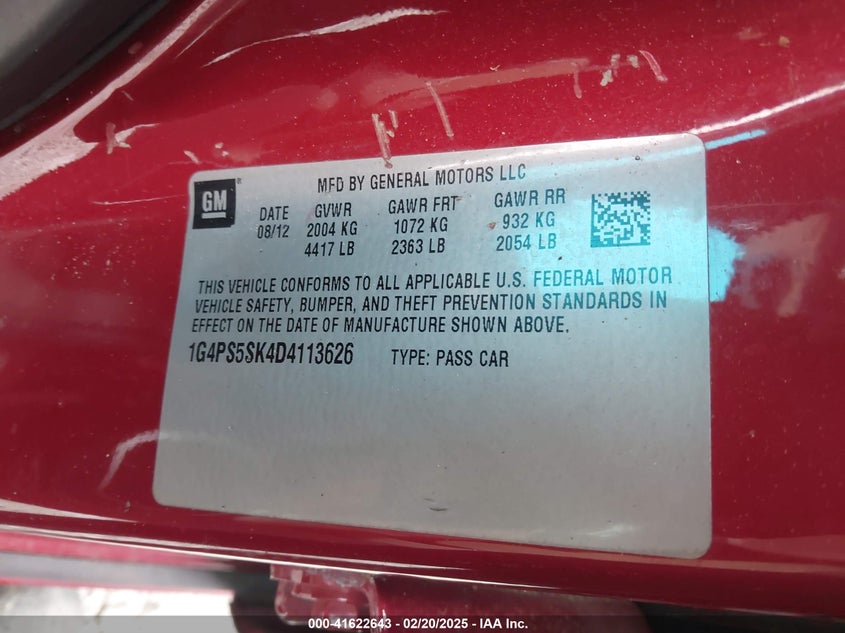 GM
MFD BY GENERAL MOTORS LLC
DATE GVWR GAWR FRT GAWR RR
08/12 2004 KG 1072 KG 932 KG
4417 LB 2363 LB 2054 LB
THIS VEHICLE CONFORMS TO ALL APPLICABLE U.S. FEDERAL MOTOR
VEHICLE SAFETY, BUMPER, AND THEFT PREVENTION STANDARDS IN
EFFECT ON THE DATE OF MANUFACTURE SHOWN ABOVE.
1G4PS5SK4D4113626 TYPE: PASS CAR
000-41622643 - 02/20/2025 - IAA Inc.